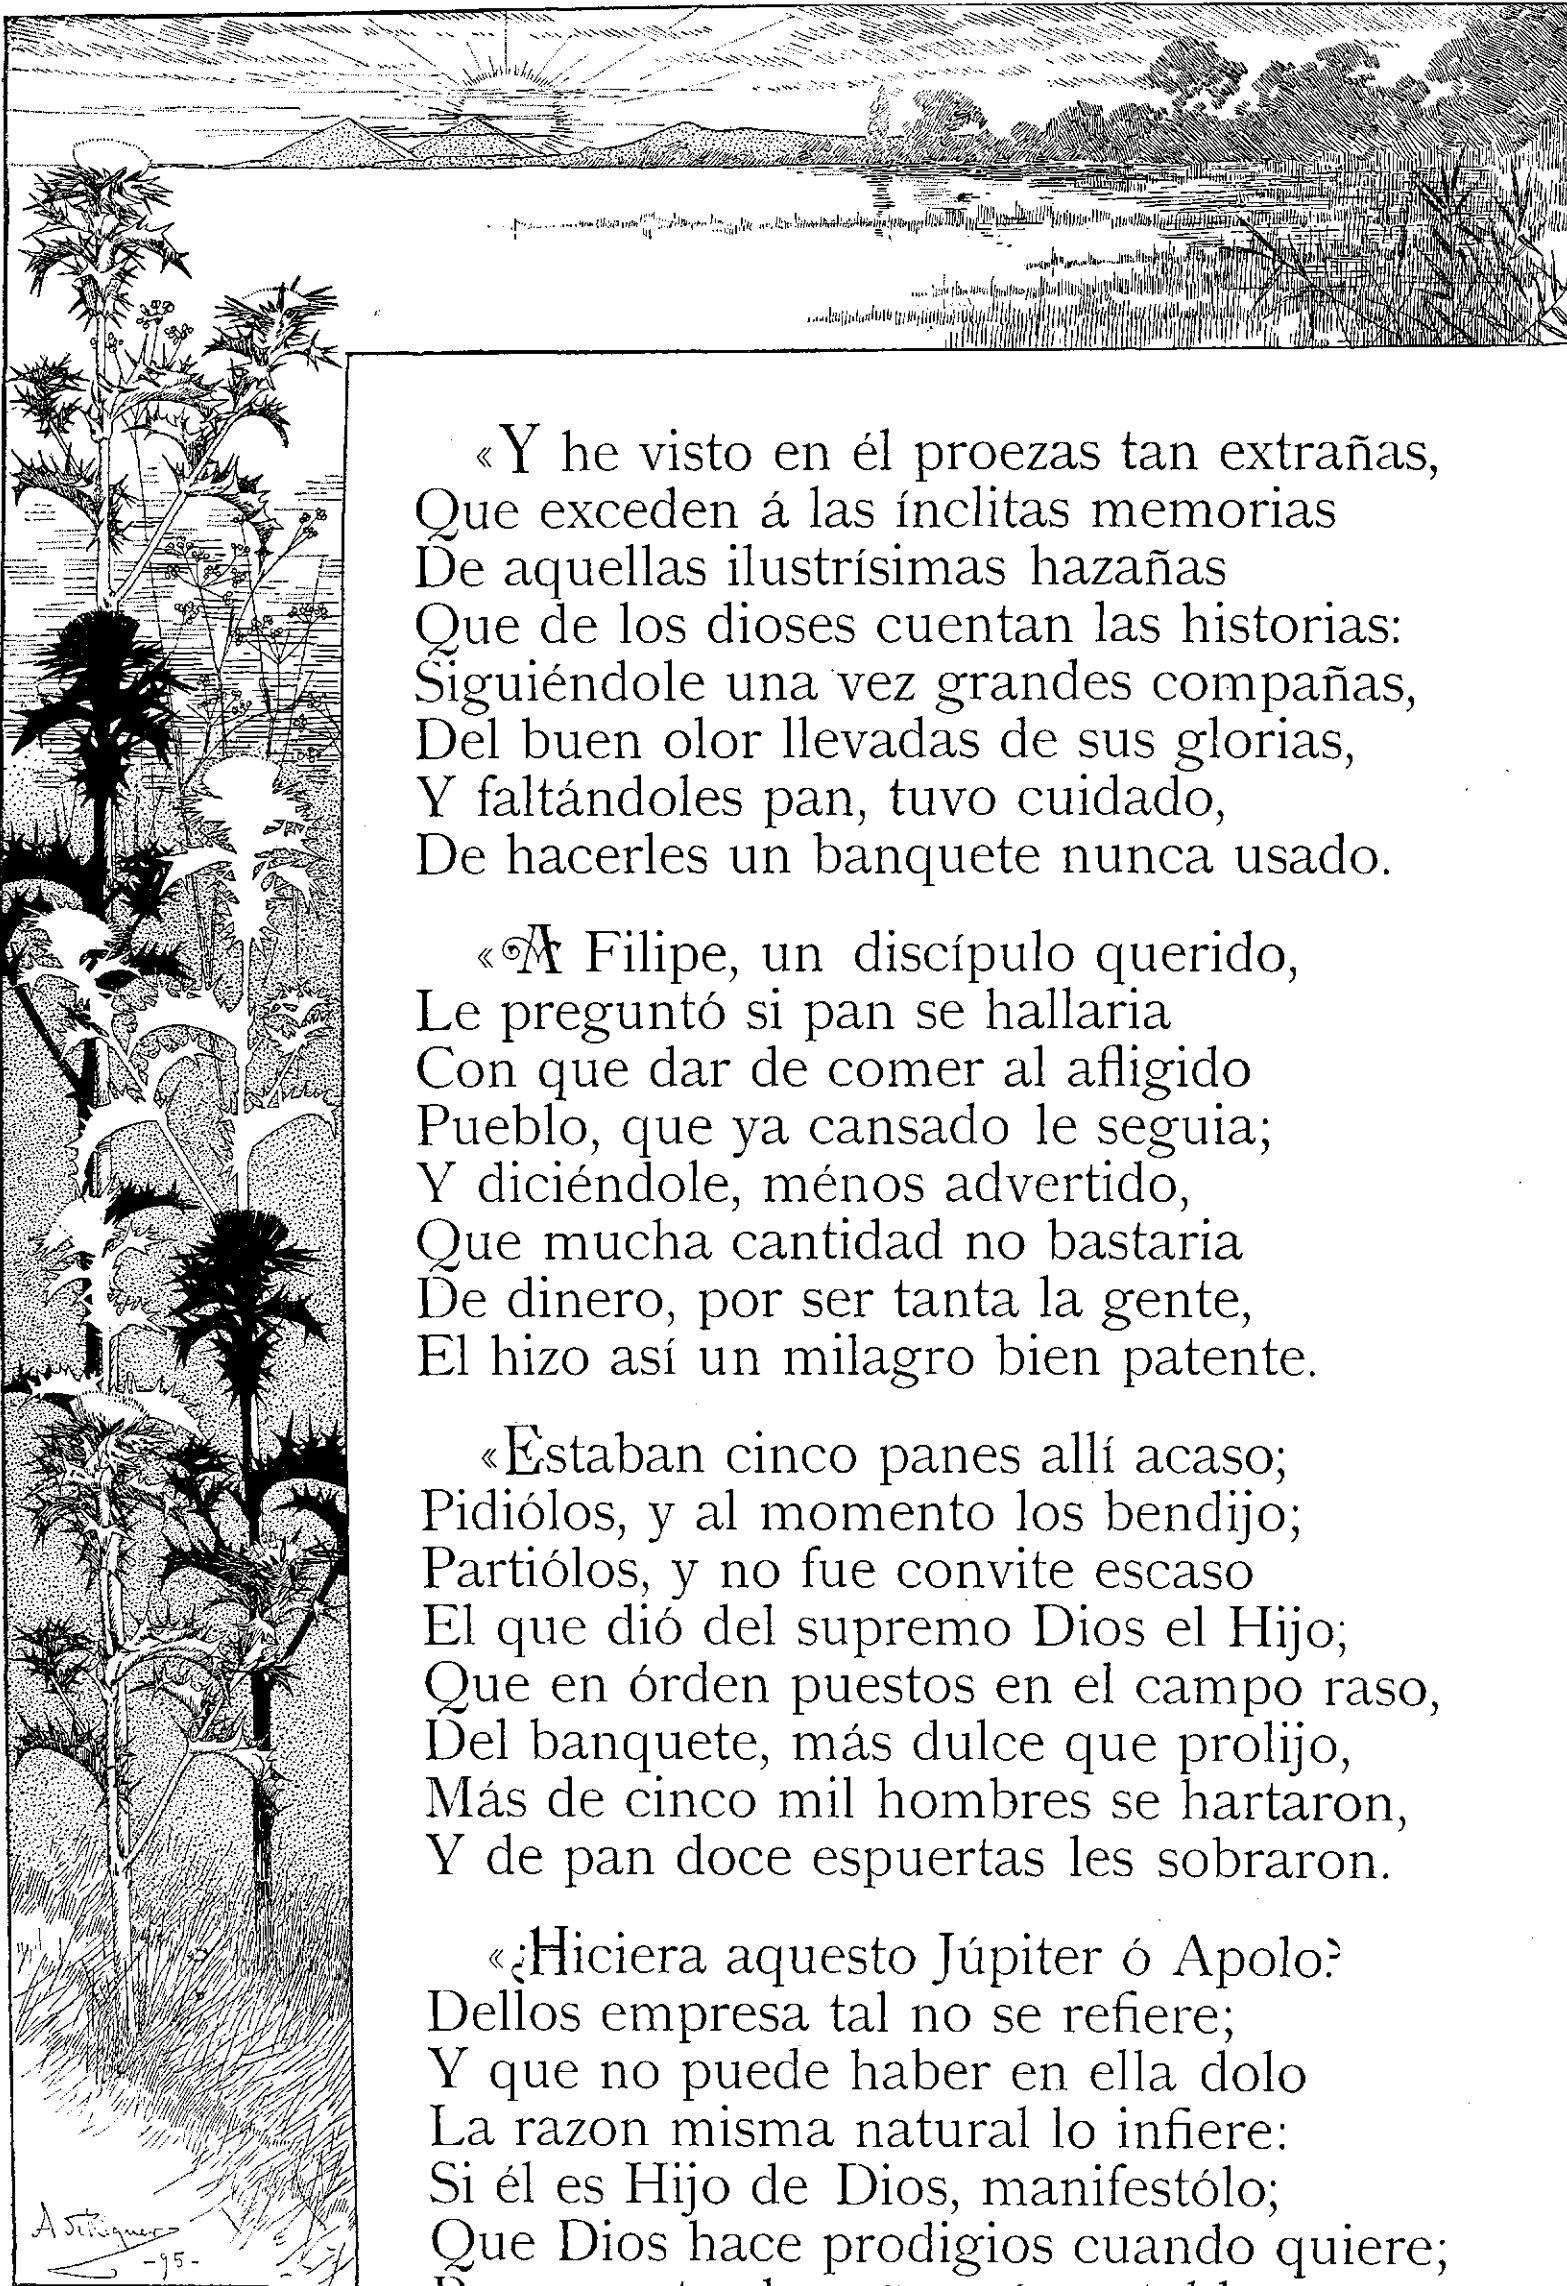 «Y he visto en él proezas tan extrañas,
Que exceden á las ínclitas memorias
De aquellas ilustrísimas hazañas
Que de los dioses cuentan las historias:
Siguiéndole una vez grandes compañas,
Del buen olor llevadas de sus glorias,
Y faltándoles pan, tuvo cuidado,
De hacerles un banquete nunca usado.
«A Filipe, un discípulo querido,
Le preguntó si pan se hallaria
Con que dar de comer al afligido
Pueblo, que ya cansado le seguia;
Y diciéndole, ménos advertido,
Que mucha cantidad no bastaria
De dinero, por ser tanta la gente,
El hizo así un milagro bien patente.
«Estaban cinco panes allí acaso;
Pidiólos, y al momento los bendijo;
Partiólos, y no fue convite escaso
El que dió del supremo Dios el Hijo;
Que en órden puestos en el campo raso,
Del banquete, más dulce que prolijo,
Más de cinco mil hombres se hartaron,
Y de pan doce espuertas les sobraron.
«¿Hiciera aquesto Júpiter ó Apolo?
Dellos empresa tal no se refiere;
Y que no puede haber en ella dolo
La razon misma natural lo infiere:
Si él es Hijo de Dios, manifestólo;
Que Dios hace prodigios cuando quiere;
-95-